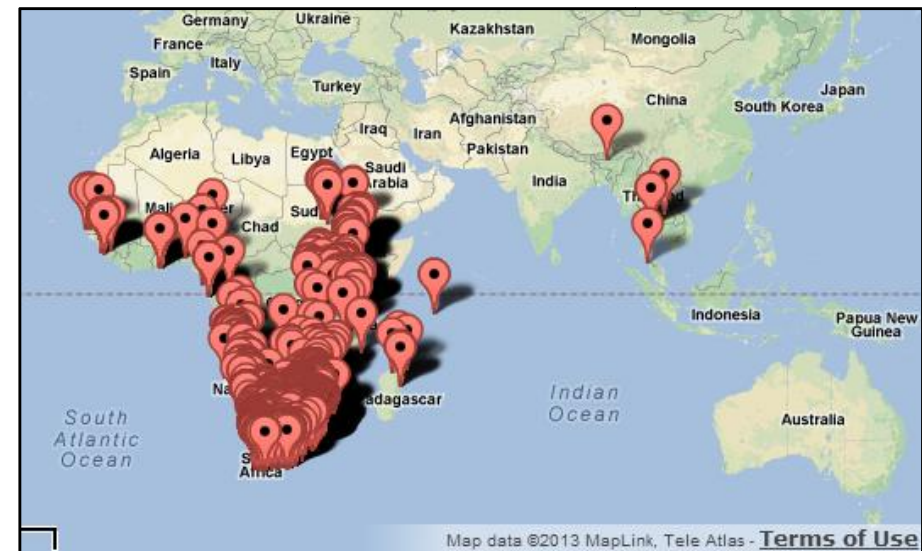 Germany
Ukraine
Kazakhstan
Mongolia
France
Italy
Spain
Turkey
China
Japan
South Korea
Afghanistan
Iraq
Iran
Pakistan
Algeria
Libya
Egypt
Saudi
Arabia
India
Mali
Chad
Indonesia
Papua New
Guinea
Indian
Ocean
Australia
South
Atlantic
Ocean
Africa
Map data ©2013 MapLink, Tele Atlas - Terms of Use